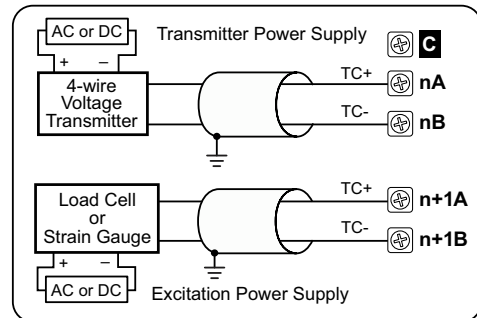 AC or DC
Transmitter Power Supply
C
+ –
4-wire
Voltage
Transmitter
TC+
nA
TC-
nB
Load Cell
or
Strain Gauge
TC+
n+1A
TC-
n+1B
+ –
AC or DC
Excitation Power Supply